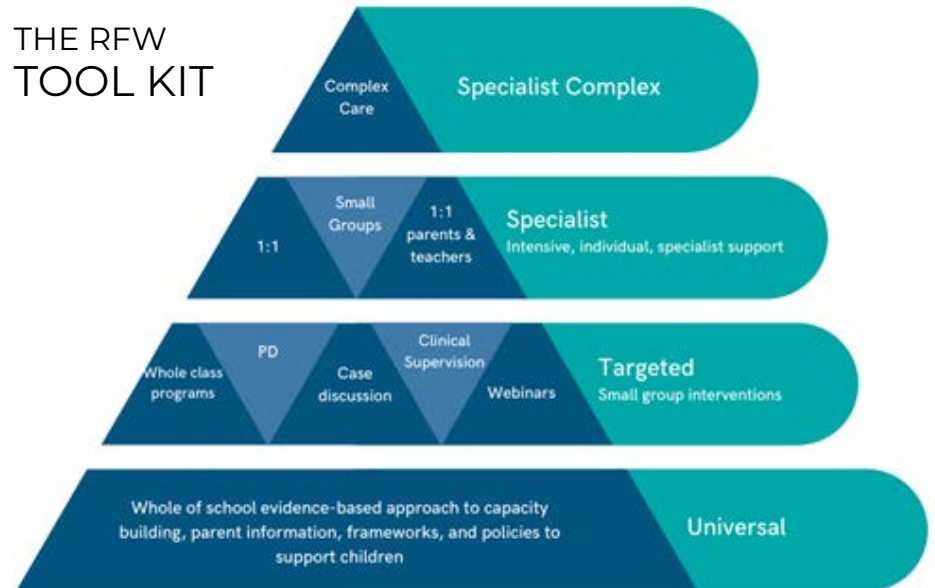 THE RFW
TOOL KIT
Complex
Care
Specialist Complex
1:1
Small
Groups
1:1
parents &
teachers
Specialist
Intensive, individual, specialist support
Whole class
programs
PD
Case
discussion
Clinical
Supervision
Webinars
Targeted
Small group interventions
Whole of school evidence-based approach to capacity
building, parent information, frameworks, and policies to
support children
Universal